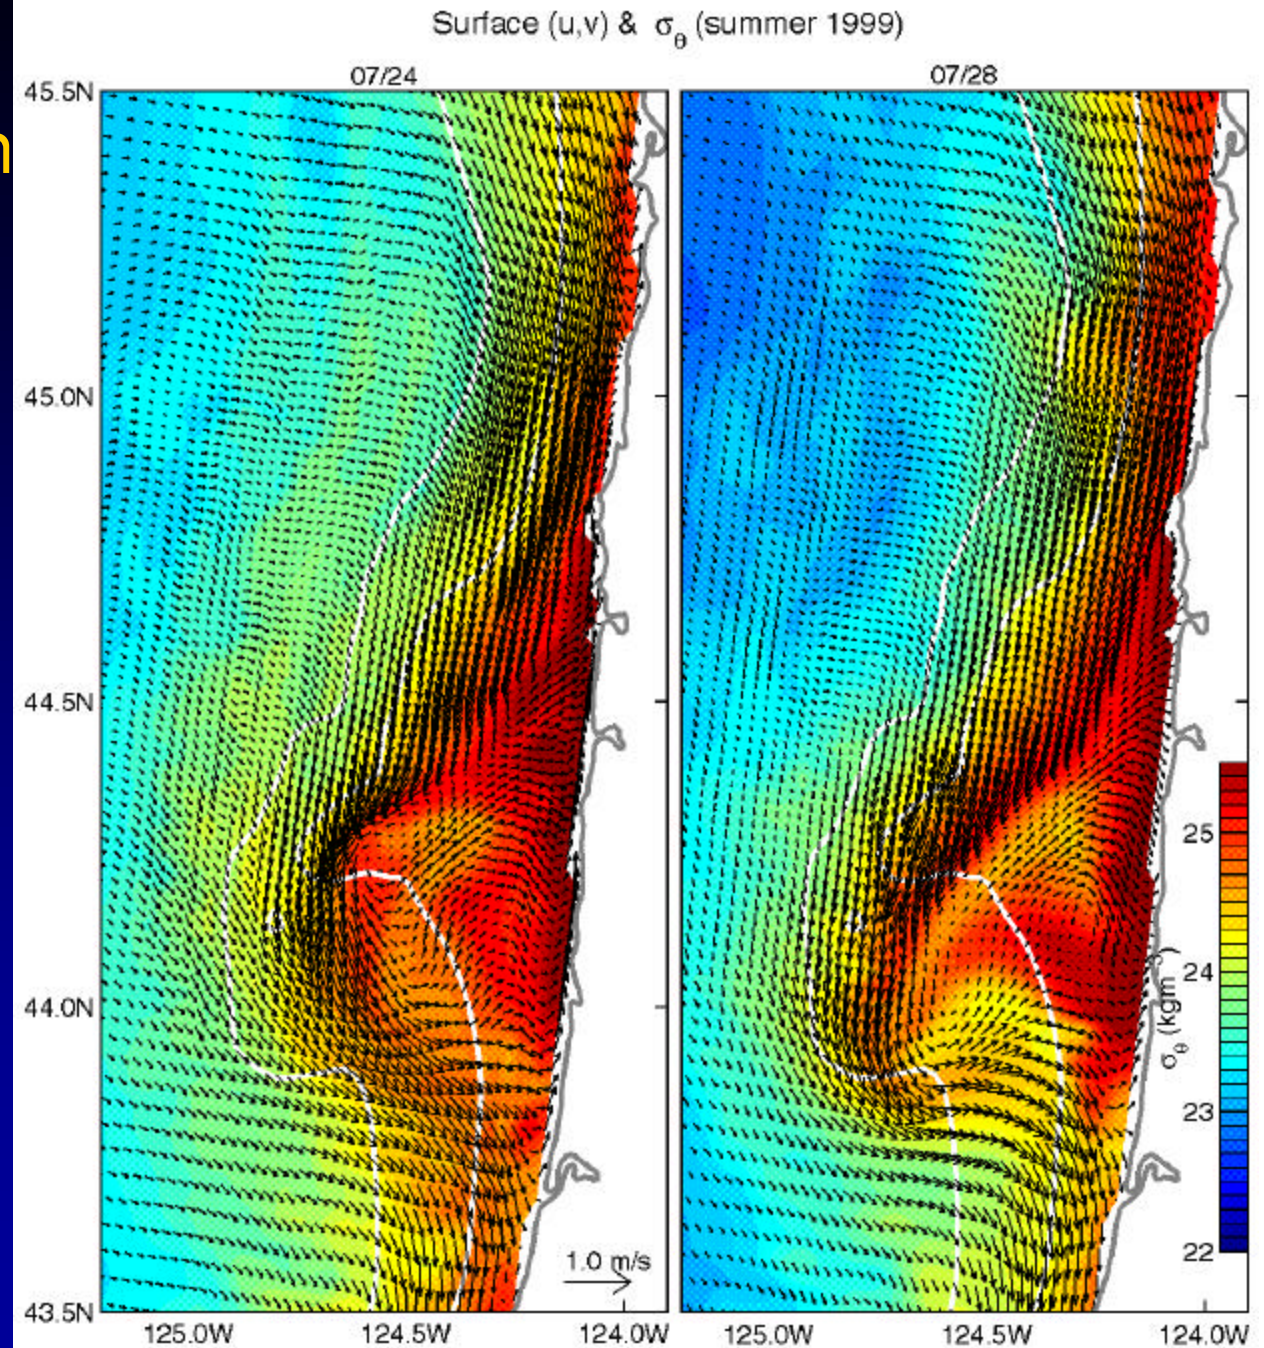 Surface (u,v) & σθ (summer 1999)
07/24
07/28
45.5N
45.0N
44.5N
44.0N
43.5N
125.0W
124.5W
124.0W
125.0W
124.5W
124.0W
1.0 m/s
25
24
23
22
σθ (kgm⁻³)
n